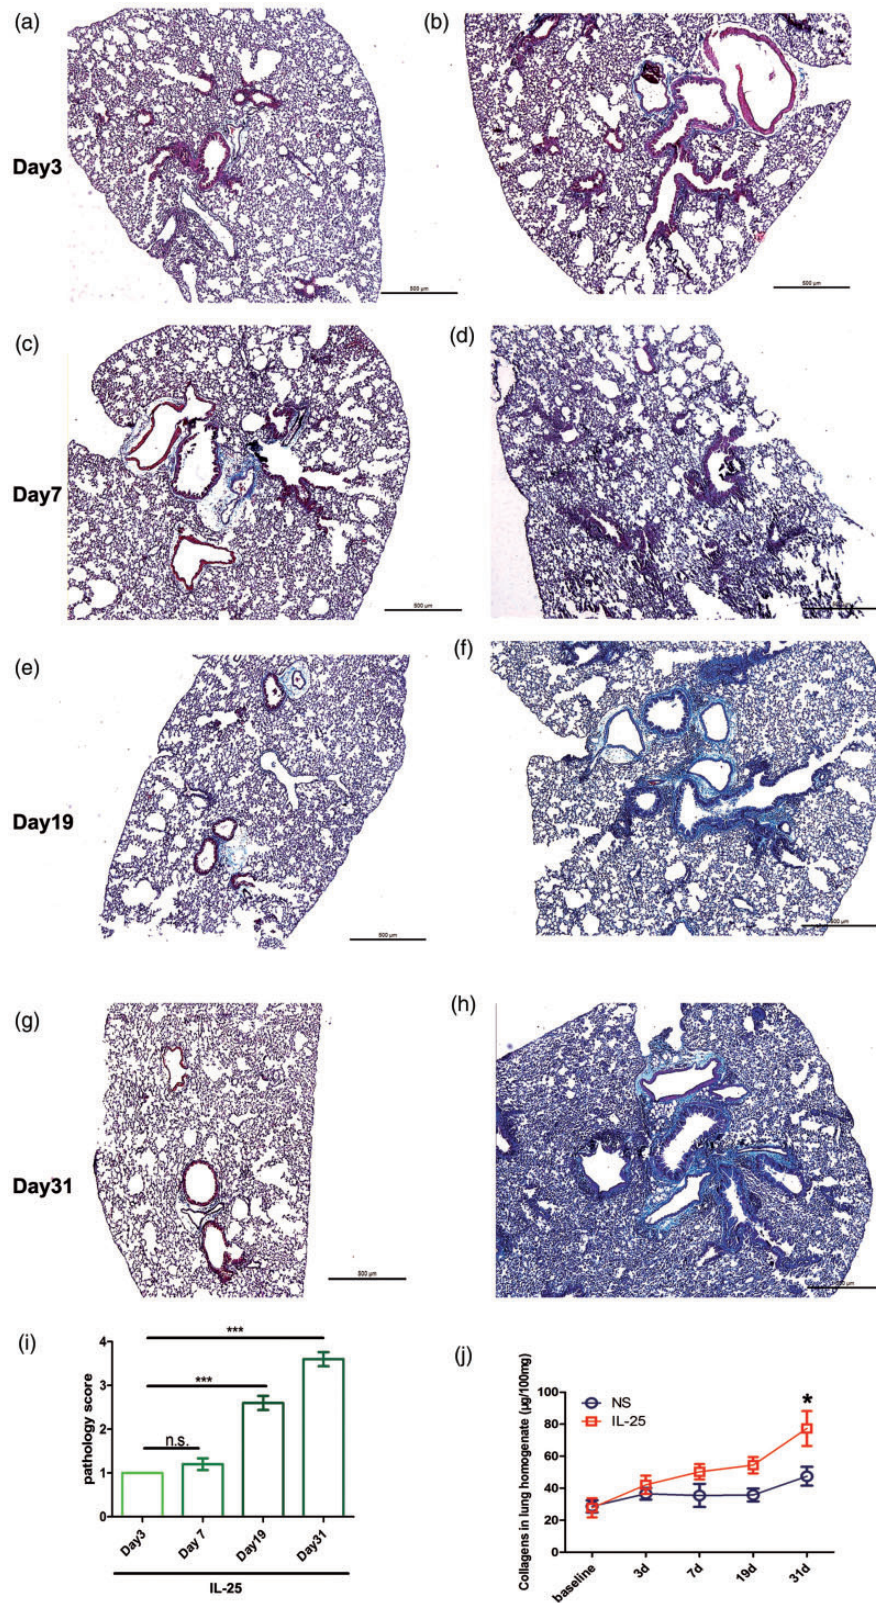 (a)
(b)
Day3
500 µm
500 µm
(c)
(d)
Day7
500 µm
(e)
(f)
Day19
500 µm
500 µm
(g)
(h)
Day31
500 µm
(i)
(j)
pathology score
4
3
2
1
0
***
***
n.s.
Day3
Day 7
Day19
Day31
IL-25
Collagens in lung homogenate (µg/100mg)
100
80
60
40
20
0
NS
IL-25
*
baseline
3d
7d
19d
31d